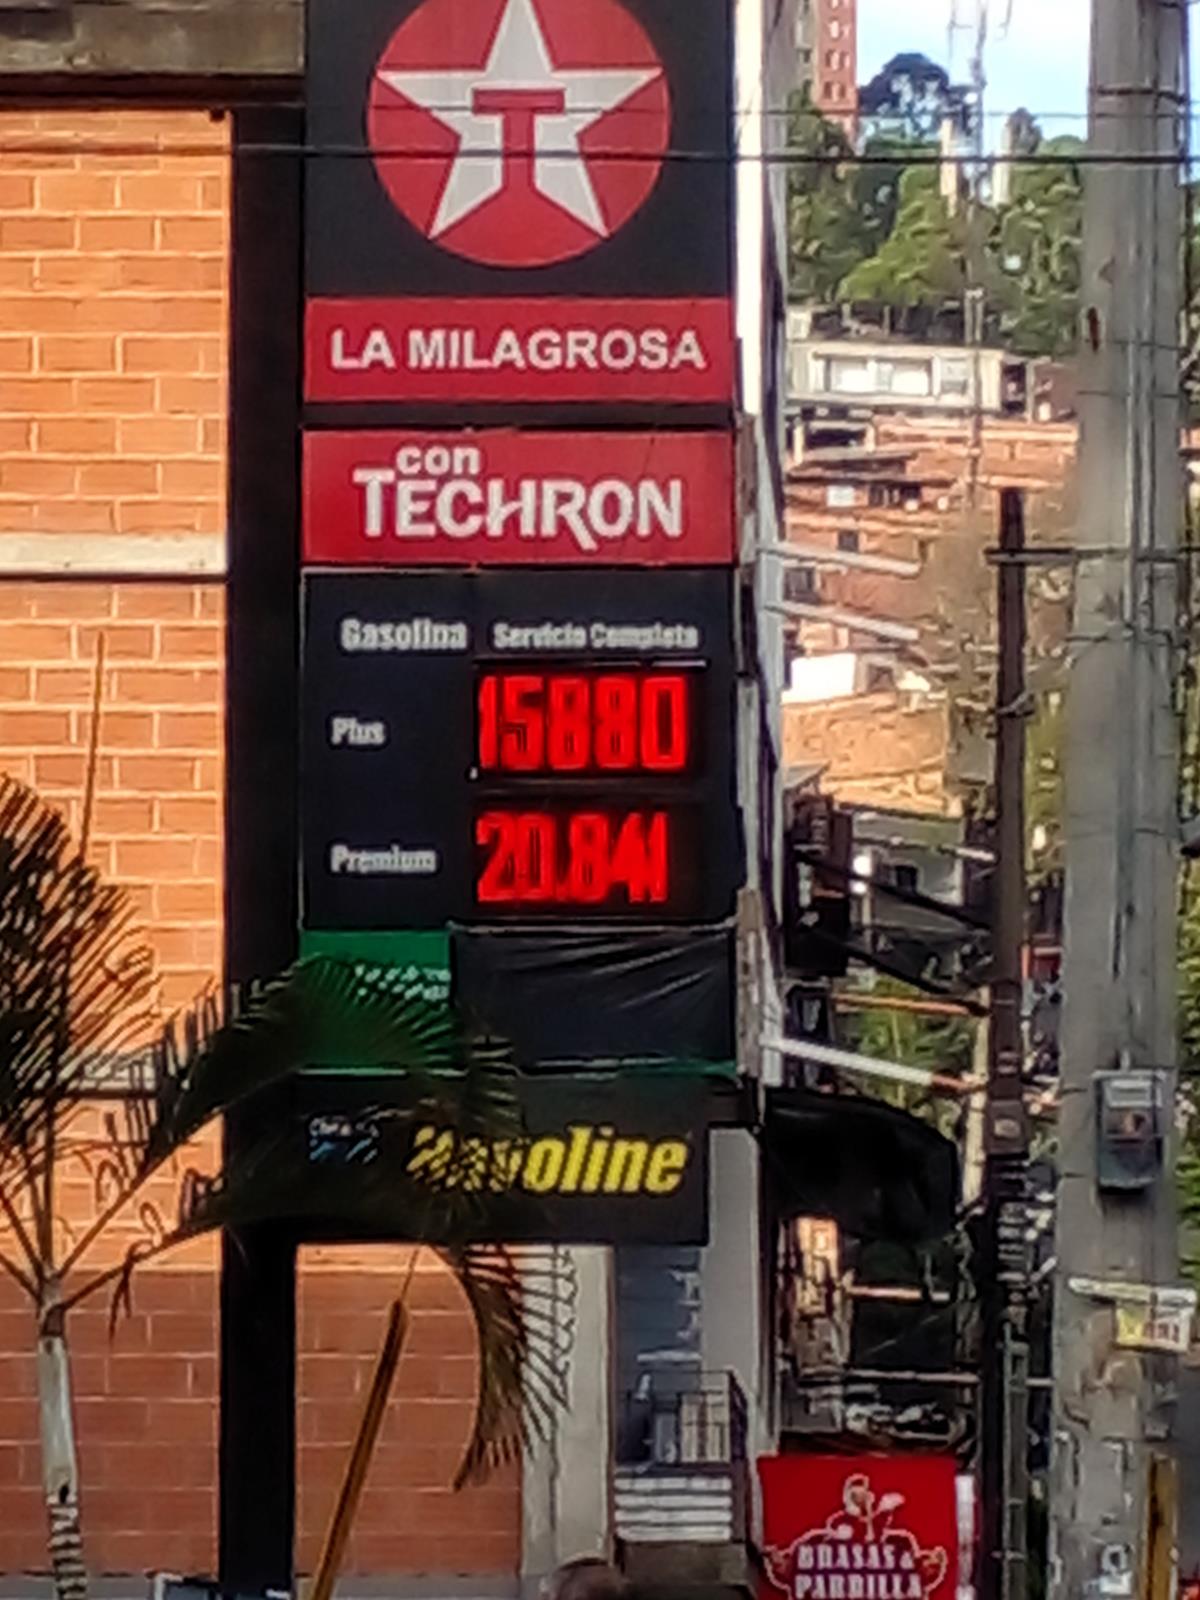 T
LA MILAGROSA
con
TECHRON
Gasolina Servicio Completo
Plus 15880
Premium 20.841
Havoline
BRASAS &
PARRILLA